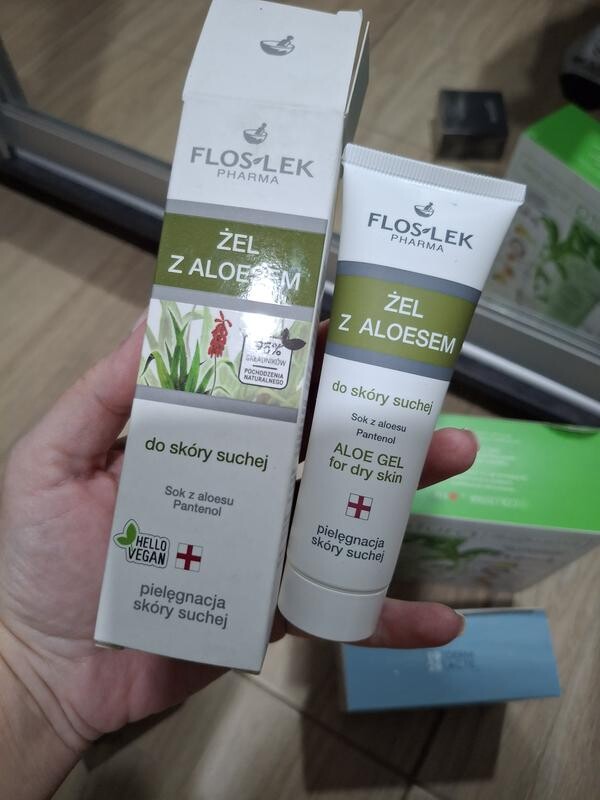 FLOS-LEK
PHARMA
ŻEL
Z ALOESEM
95%
SKŁADNIKÓW
POCHODZENIA
NATURALNEGO
do skóry suchej
Sok z aloesu
Pantenol
HELLO
VEGAN
pielęgnacja
skóry suchej
FLOS-LEK
PHARMA
ŻEL
Z ALOESEM
do skóry suchej
Sok z aloesu
Pantenol
ALOE GEL
for dry skin
pielęgnacja
skóry suchej